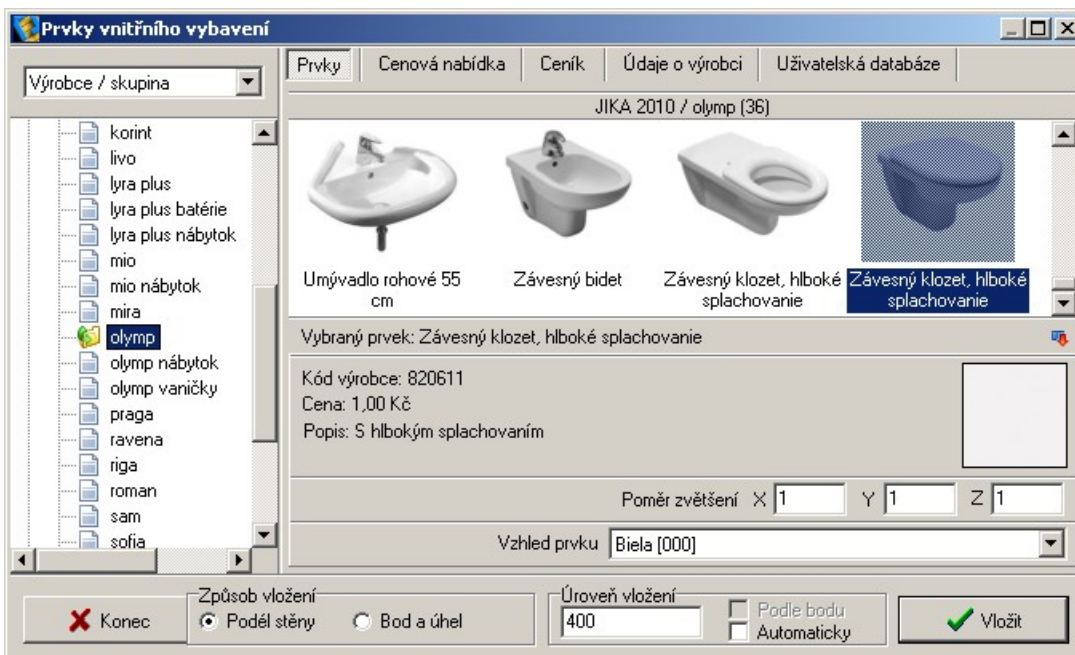 Prvky vnitřního vybavení
Výrobce / skupina
korint
livo
lyra plus
lyra plus batérie
lyra plus nábytok
mio
mio nábytok
mira
olymp
olymp nábytok
olymp vaničky
praga
ravena
riga
roman
sam
sofia
Prvky Cenová nabídka Ceník Údaje o výrobci Uživatelská databáze
JIKA 2010 / olymp (36)
Umývadlo rohové 55
cm
Závesný bidet
Závesný klozet, hlboké
splachovanie
Závesný klozet, hlboké
splachovanie
Vybraný prvek: Závesný klozet, hlboké splachovanie
Kód výrobce: 820611
Cena: 1,00 Kč
Popis: S hlbokým splachovaním
Poměr zvětšení X 1 Y 1 Z 1
Vzhled prvku Biela [000]
Konec
Způsob vložení
Podél stěny Bod a úhel
Úroveň vložení
400
Podle bodu
Automaticky
Vložit